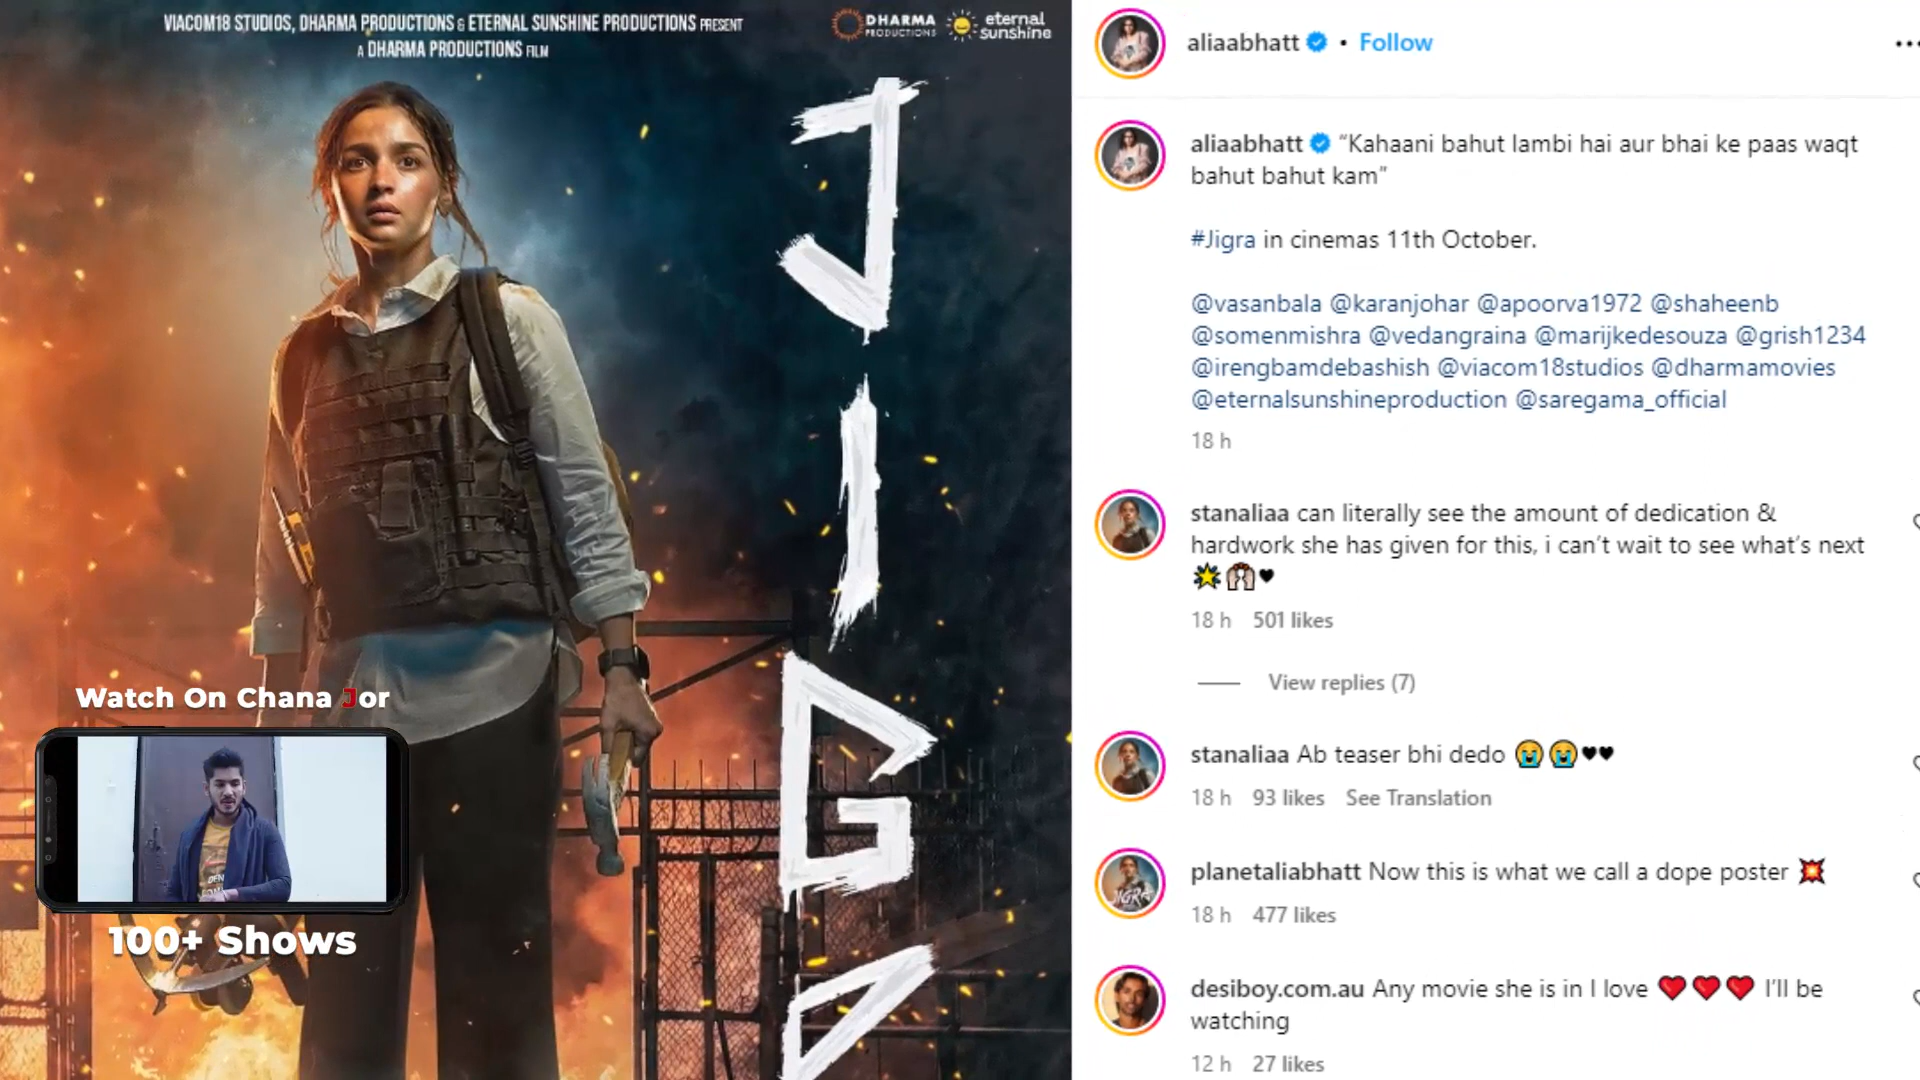 VIACOM18 STUDIOS, DHARMA PRODUCTIONS & ETERNAL SUNSHINE PRODUCTIONS PRESENT
A DHARMA PRODUCTIONS FILM
DHARMA
PRODUCTIONS
eternal
sunshine
JIGRA
Watch On Chana Jor
100+ Shows
aliaabhatt • Follow
aliaabhatt “Kahaani bahut lambi hai aur bhai ke paas waqt
bahut bahut kam”
#Jigra in cinemas 11th October.
@vasanbala @karanjohar @apoorva1972 @shaheenb
@somenmishra @vedangraina @marijkedesouza @grish1234
@irengbamdebashish @viacom18studios @dharmamovies
@eternalsunshineproduction @saregama_official
18 h
stanaliaa can literally see the amount of dedication &
hardwork she has given for this, i can’t wait to see what’s next
🌟🙌🏻♥
18 h 501 likes
View replies (7)
stanaliaa Ab teaser bhi dedo 😭😭♥♥
18 h 93 likes See Translation
planetaliabhatt Now this is what we call a dope poster 💥
18 h 477 likes
desiboy.com.au Any movie she is in I love ❤️❤️❤️ I’ll be
watching
12 h 27 likes